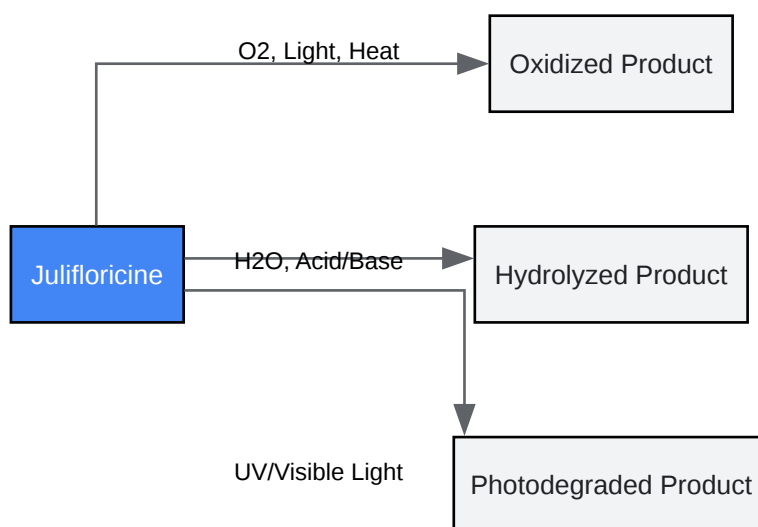 O2, Light, Heat
Oxidized Product
Julifloricine
H2O, Acid/Base
Hydrolyzed Product
UV/Visible Light
Photodegraded Product